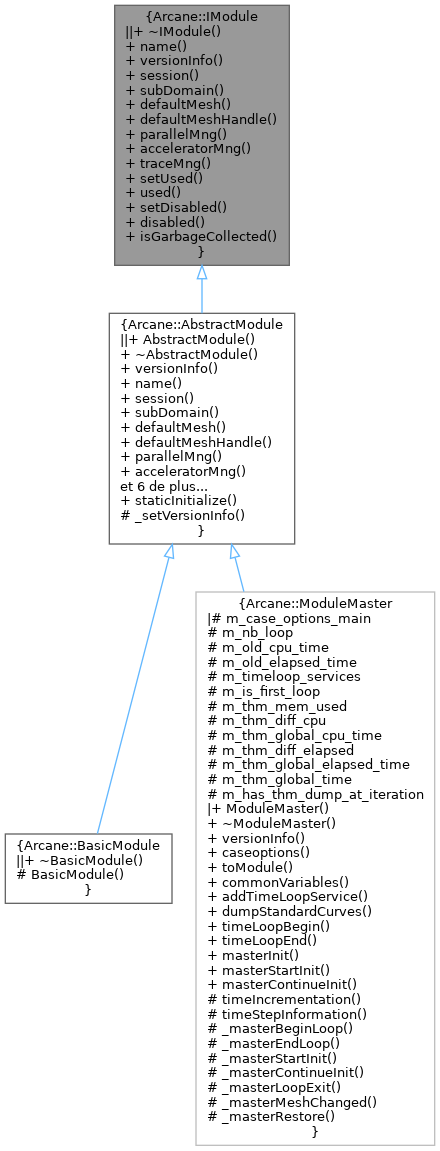 {Arcane::IModule
||+ ~IModule()
+ name()
+ versionInfo()
+ session()
+ subDomain()
+ defaultMesh()
+ defaultMeshHandle()
+ parallelMng()
+ acceleratorMng()
+ traceMng()
+ setUsed()
+ used()
+ setDisabled()
+ disabled()
+ isGarbageCollected()
}
{Arcane::AbstractModule
||+ AbstractModule()
+ ~AbstractModule()
+ versionInfo()
+ name()
+ session()
+ subDomain()
+ defaultMesh()
+ defaultMeshHandle()
+ parallelMng()
+ acceleratorMng()
et 6 de plus...
+ staticInitialize()
# _setVersionInfo()
}
{Arcane::BasicModule
||+ ~BasicModule()
# BasicModule()
}
{Arcane::ModuleMaster
|# m_case_options_main
# m_nb_loop
# m_old_cpu_time
# m_old_elapsed_time
# m_timeloop_services
# m_is_first_loop
# m_thm_mem_used
# m_thm_diff_cpu
# m_thm_global_cpu_time
# m_thm_diff_elapsed
# m_thm_global_elapsed_time
# m_thm_global_time
# m_has_thm_dump_at_iteration
|+ ModuleMaster()
+ ~ModuleMaster()
+ versionInfo()
+ caseoptions()
+ toModule()
+ commonVariables()
+ addTimeLoopService()
+ dumpStandardCurves()
+ timeLoopBegin()
+ timeLoopEnd()
+ masterInit()
+ masterStartInit()
+ masterContinueInit()
# timeIncrementation()
# timeStepInformation()
# _masterBeginLoop()
# _masterEndLoop()
# _masterStartInit()
# _masterContinueInit()
# _masterLoopExit()
# _masterMeshChanged()
# _masterRestore()
}